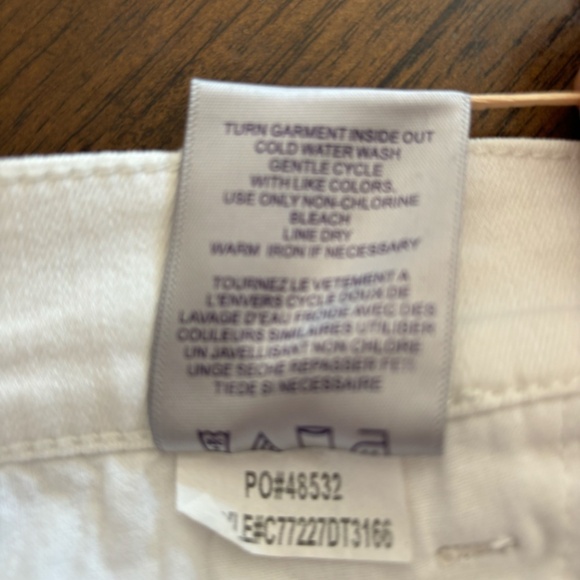 TURN GARMENT INSIDE OUT
COLD WATER WASH
GENTLE CYCLE
WITH LIKE COLORS.
USE ONLY NON-CHLORINE
BLEACH
LINE DRY
WARM IRON IF NECESSARY
TOURNEZ LE VETEMENT A
L'ENVERS CYCLE DOUX DE
LAVAGE D'EAU FROIDE AVEC DES
COULEURS SIMILAIRES UTILISER
UN JAVELLISANT NON CHLORE
LINGE SECHE REPASSER FER
TIEDE SI NECESSAIRE
PO#48532
YLE#C77227DT3166